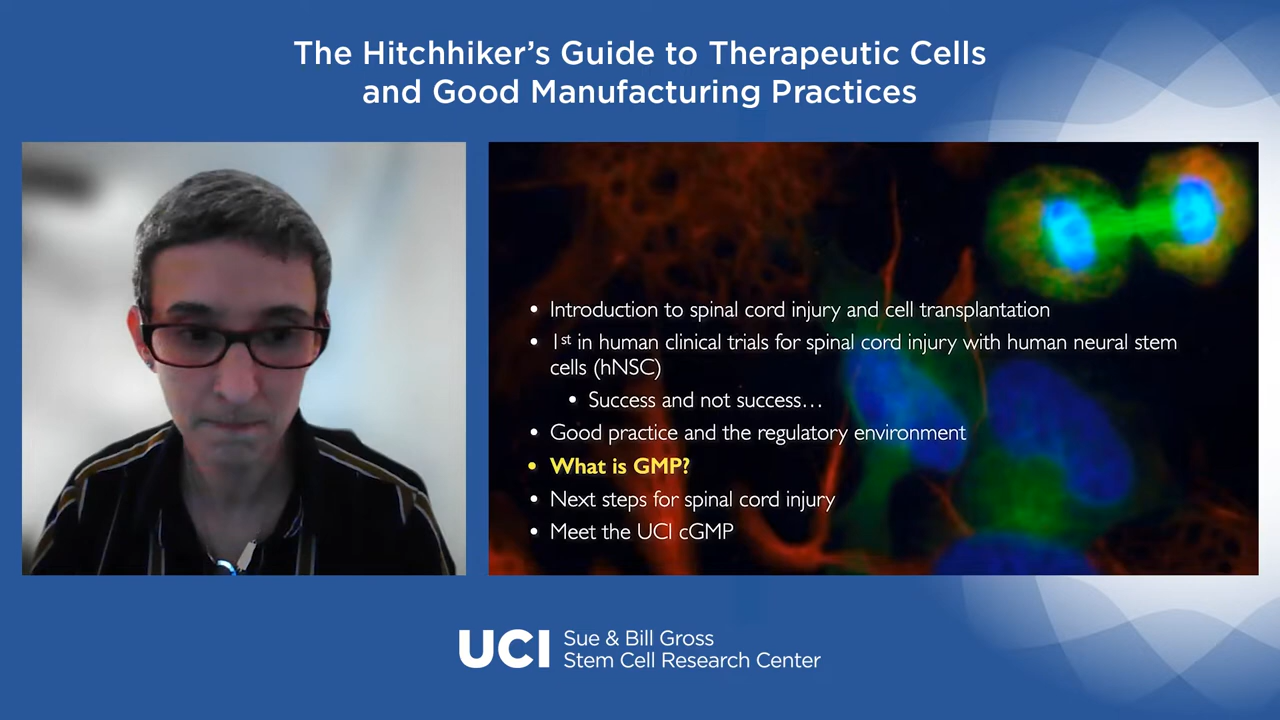 The Hitchhiker’s Guide to Therapeutic Cells
and Good Manufacturing Practices
• Introduction to spinal cord injury and cell transplantation
• 1st in human clinical trials for spinal cord injury with human neural stem
cells (hNSC)
• Success and not success…
• Good practice and the regulatory environment
• What is GMP?
• Next steps for spinal cord injury
• Meet the UCI cGMP
UCI Sue & Bill Gross
Stem Cell Research Center